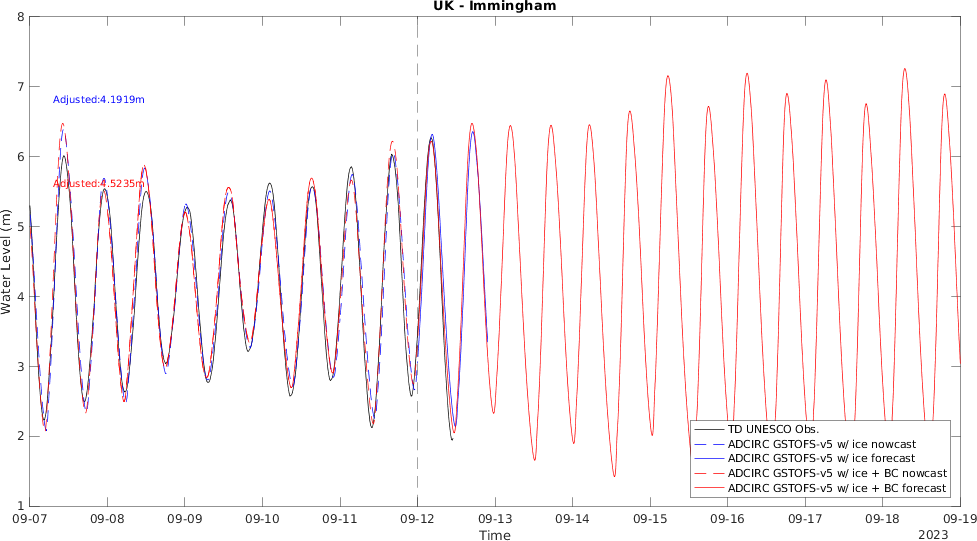 UK - Immingham
8
7
6
5
4
3
2
1
Water Level (m)
Adjusted:4.1919m
Adjusted:4.5235m
TD UNESCO Obs.
ADCIRC GSTOFS-v5 w/ ice nowcast
ADCIRC GSTOFS-v5 w/ ice forecast
ADCIRC GSTOFS-v5 w/ ice + BC nowcast
ADCIRC GSTOFS-v5 w/ ice + BC forecast
09-07 09-08 09-09 09-10 09-11 09-12 09-13 09-14 09-15 09-16 09-17 09-18 09-19
Time
2023